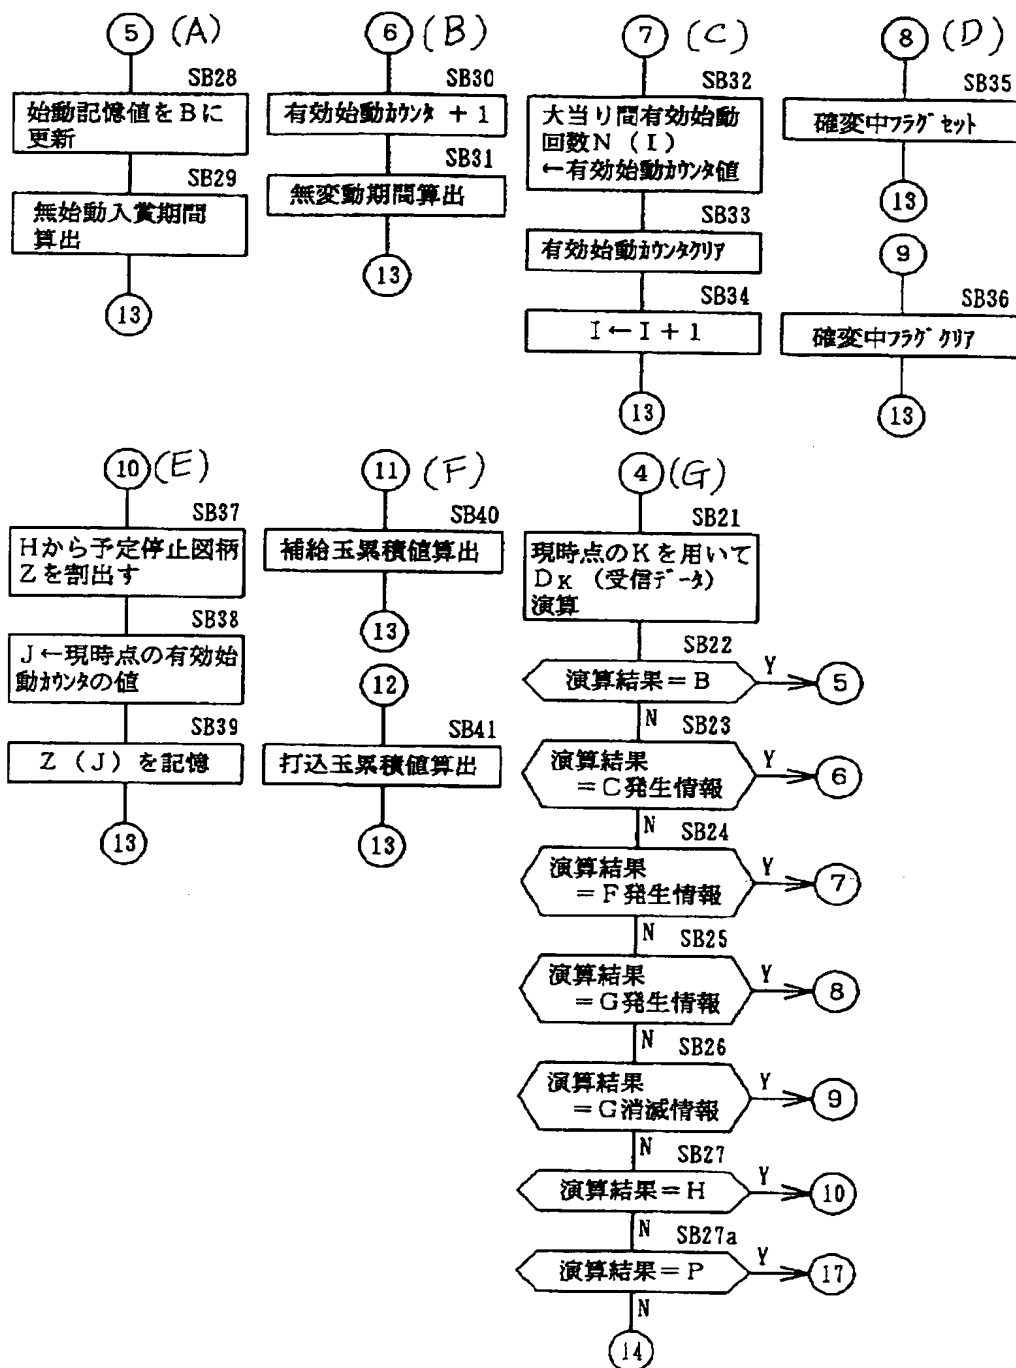 5 (A)
SB28
始動記憶値をBに
更新
SB29
無始動入賞期間
算出
13
6 (B)
SB30
有効始動ｶｳﾝﾀ +1
SB31
無変動期間算出
13
7 (C)
SB32
大当り間有効始動
回数N(I)
←有効始動ｶｳﾝﾀ値
SB33
有効始動ｶｳﾝﾀｸﾘｱ
SB34
I←I+1
13
8 (D)
SB35
確変中ﾌﾗｸﾞｾｯﾄ
13
9
SB36
確変中ﾌﾗｸﾞｸﾘｱ
13
10 (E)
SB37
Hから予定停止図柄
Zを割出す
SB38
J←現時点の有効始
動ｶｳﾝﾀの値
SB39
Z(J)を記憶
13
11 (F)
SB40
補給玉累積値算出
13
12
SB41
打込玉累積値算出
13
4 (G)
SB21
現時点のKを用いて
DK(受信ﾃﾞｰﾀ)
演算
SB22
演算結果=B Y 5
N SB23
演算結果
=C発生情報 Y 6
N SB24
演算結果
=F発生情報 Y 7
N SB25
演算結果
=G発生情報 Y 8
N SB26
演算結果
=G消滅情報 Y 9
N SB27
演算結果=H Y 10
N SB27a
演算結果=P Y 17
N
14